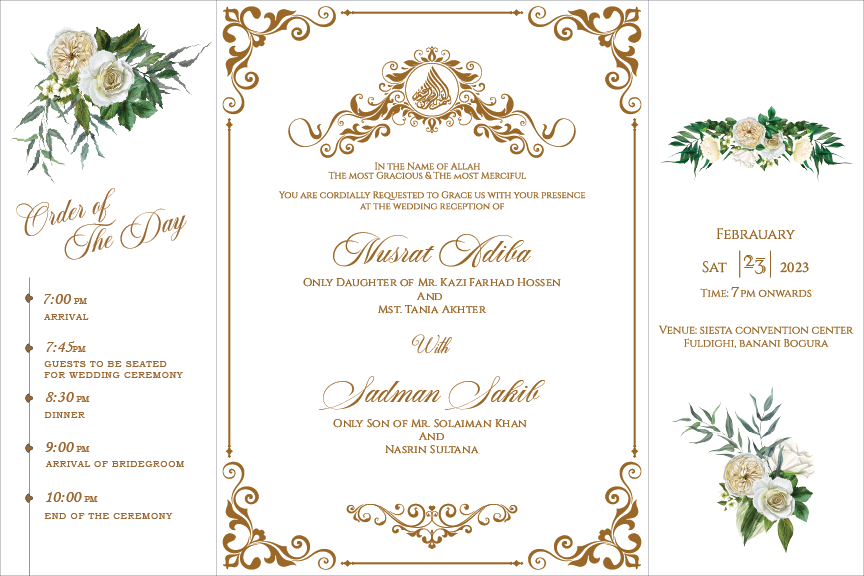 Order of
The Day
7:00 PM
ARRIVAL
7:45PM
GUESTS TO BE SEATED
FOR WEDDING CEREMONY
8:30 PM
DINNER
9:00 PM
ARRIVAL OF BRIDEGROOM
10:00 PM
END OF THE CEREMONY
In the Name of Allah
The most Gracious & The most Merciful
You are cordially Requested to Grace us with your presence
at the wedding reception of
Nusrat Adiba
Only Daughter of Mr. Kazi Farhad Hossen
And
Mst. Tania Akhter
With
Sadman Sakib
Only Son of Mr. Solaiman Khan
And
Nasrin Sultana
Febrauary
Sat |23| 2023
Time: 7 pm onwards
Venue: siesta convention center
Fuldighi, banani Bogura